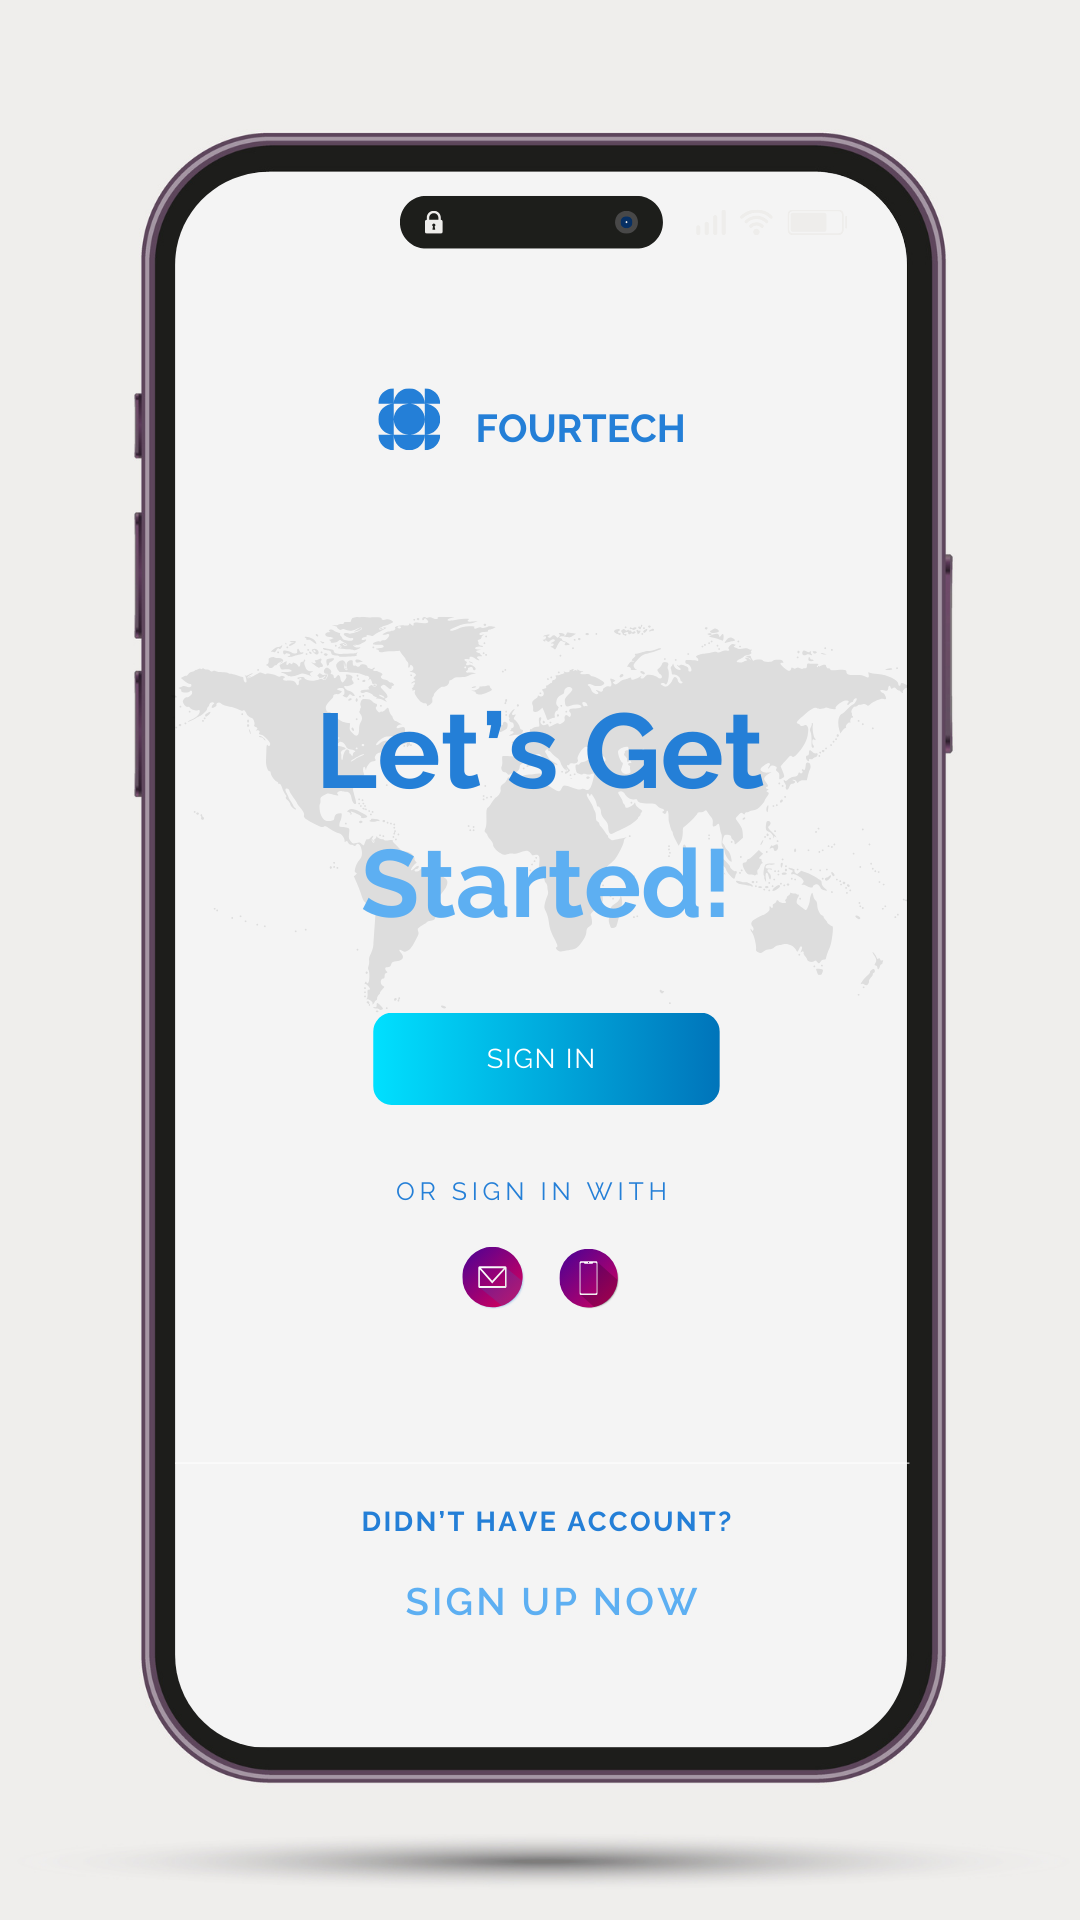 FOURTECH
Let’s Get
Started!
SIGN IN
OR SIGN IN WITH
DIDN’T HAVE ACCOUNT?
SIGN UP NOW